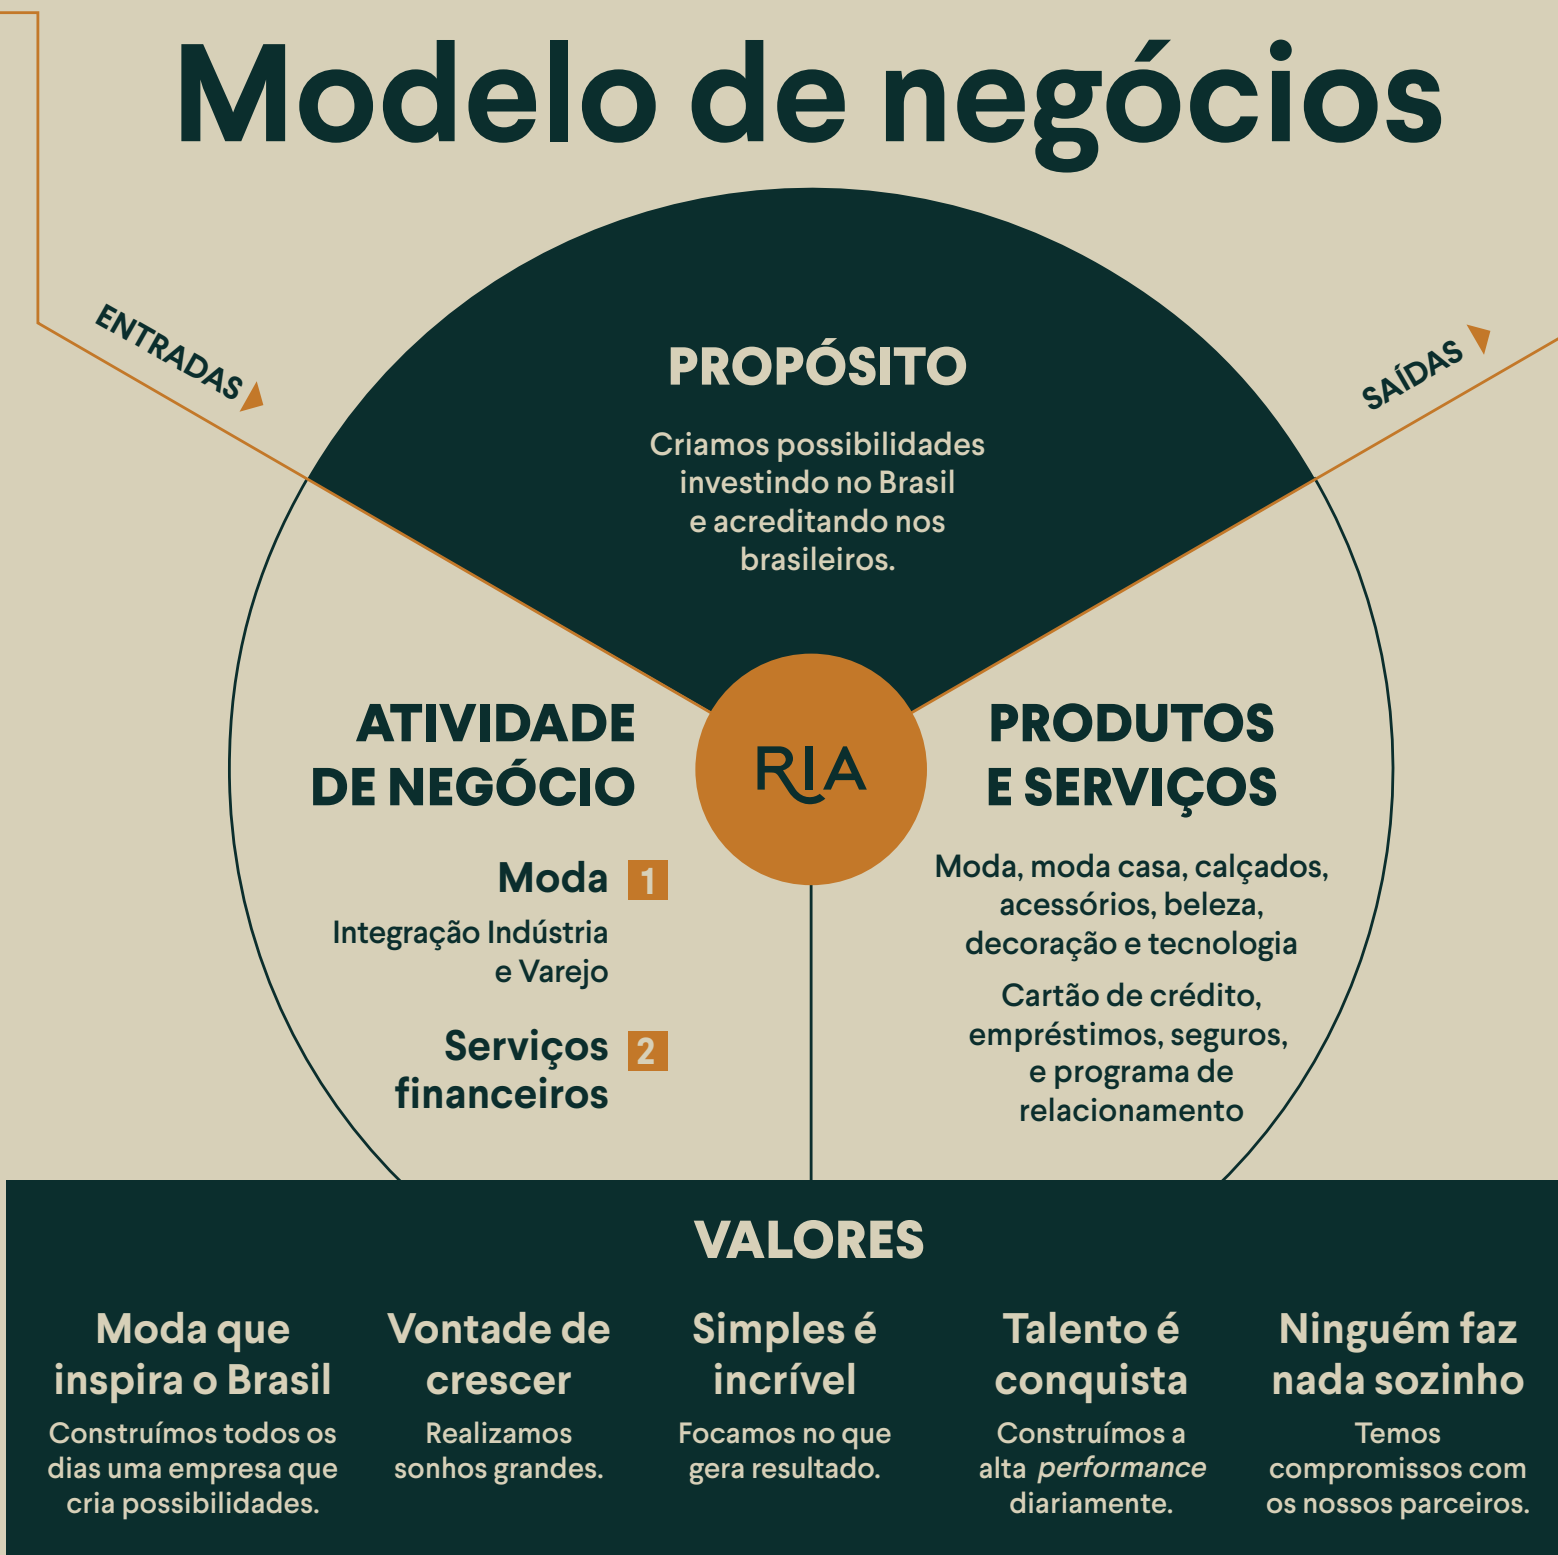 Modelo de negócios
ENTRADAS
SAÍDAS
PROPÓSITO
Criamos possibilidades
investindo no Brasil
e acreditando nos
brasileiros.
RIA
ATIVIDADE
DE NEGÓCIO
Moda 1
Integração Indústria
e Varejo
Serviços 2
financeiros
PRODUTOS
E SERVIÇOS
Moda, moda casa, calçados,
acessórios, beleza,
decoração e tecnologia
Cartão de crédito,
empréstimos, seguros,
e programa de
relacionamento
VALORES
Moda que
inspira o Brasil
Construímos todos os
dias uma empresa que
cria possibilidades.
Vontade de
crescer
Realizamos
sonhos grandes.
Simples é
incrível
Focamos no que
gera resultado.
Talento é
conquista
Construímos a
alta performance
diariamente.
Ninguém faz
nada sozinho
Temos
compromissos com
os nossos parceiros.